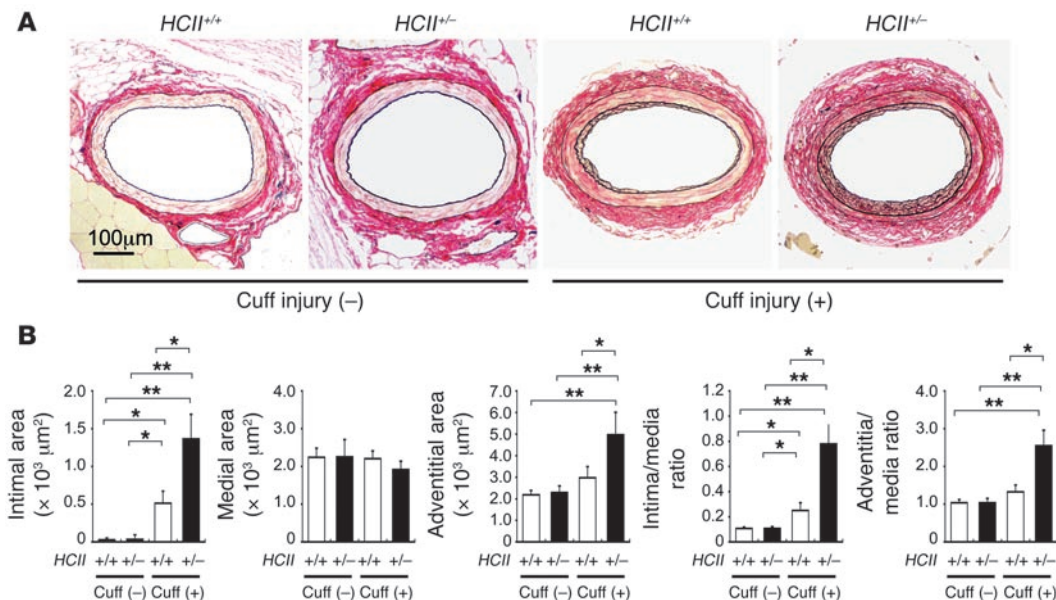 A
HCII+/+ HCII+/– HCII+/+ HCII+/–
100μm
Cuff injury (–) Cuff injury (+)
B
Intimal area
(× 10³ μm²)
2.0
1.5
1.0
0.5
0
* ** ** * *
HCII +/+ +/– +/+ +/–
Cuff (–) Cuff (+)
Medial area
(× 10³ μm²)
4.0
3.0
2.0
1.0
0
+/+ +/– +/+ +/–
Cuff (–) Cuff (+)
Adventitial area
(× 10³ μm²)
7.0
6.0
5.0
4.0
3.0
2.0
1.0
0
* ** **
HCII +/+ +/– +/+ +/–
Cuff (–) Cuff (+)
Intima/media
ratio
1.2
1.0
0.8
0.6
0.4
0.2
0
* ** ** * *
+/+ +/– +/+ +/–
Cuff (–) Cuff (+)
Adventitia/
media ratio
4.0
3.0
2.0
1.0
0
* ** **
HCII +/+ +/– +/+ +/–
Cuff (–) Cuff (+)